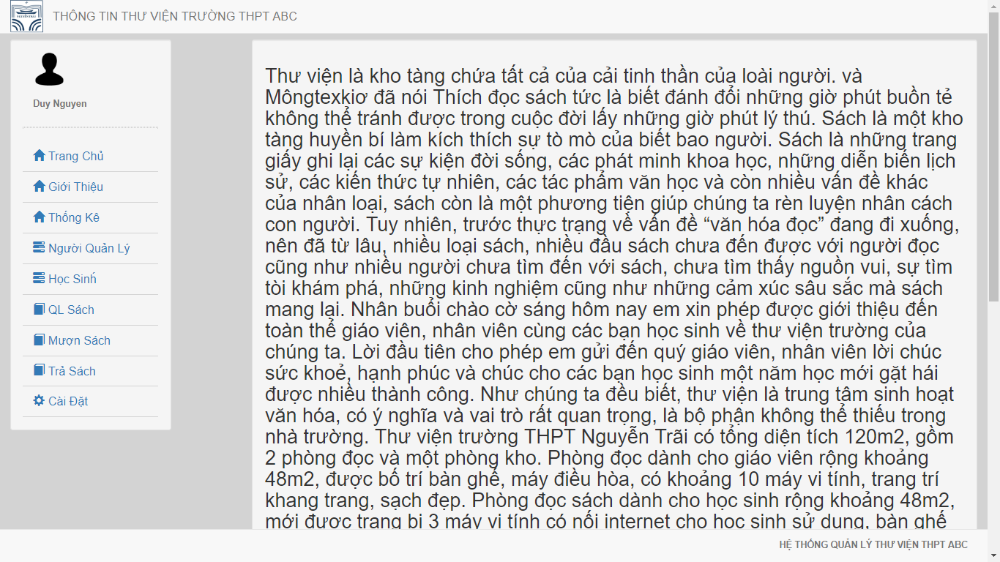 THÔNG TIN THƯ VIỆN TRƯỜNG THPT ABC
Duy Nguyen
Trang Chủ
Giới Thiệu
Thống Kê
Người Quản Lý
Học Sinh
QL Sách
Mượn Sách
Trả Sách
Cài Đặt
Thư viện là kho tàng chứa tất cả của cải tinh thần của loài người. và
Môngtexkiơ đã nói Thích đọc sách tức là biết đánh đổi những giờ phút buồn tẻ
không thể tránh được trong cuộc đời lấy những giờ phút lý thú. Sách là một kho
tàng huyền bí làm kích thích sự tò mò của biết bao người. Sách là những trang
giấy ghi lại các sự kiện đời sống, các phát minh khoa học, những diễn biến lịch
sử, các kiến thức tự nhiên, các tác phẩm văn học và còn nhiều vấn đề khác
của nhân loại, sách còn là một phương tiện giúp chúng ta rèn luyện nhân cách
con người. Tuy nhiên, trước thực trạng về vấn đề “văn hóa đọc” đang đi xuống,
nên đã từ lâu, nhiều loại sách, nhiều đầu sách chưa đến được với người đọc
cũng như nhiều người chưa tìm đến với sách, chưa tìm thấy nguồn vui, sự tìm
tòi khám phá, những kinh nghiệm cũng như những cảm xúc sâu sắc mà sách
mang lại. Nhân buổi chào cờ sáng hôm nay em xin phép được giới thiệu đến
toàn thể giáo viên, nhân viên cùng các bạn học sinh về thư viện trường của
chúng ta. Lời đầu tiên cho phép em gửi đến quý giáo viên, nhân viên lời chúc
sức khoẻ, hạnh phúc và chúc cho các bạn học sinh một năm học mới gặt hái
được nhiều thành công. Như chúng ta đều biết, thư viện là trung tâm sinh hoạt
văn hóa, có ý nghĩa và vai trò rất quan trọng, là bộ phận không thể thiếu trong
nhà trường. Thư viện trường THPT Nguyễn Trãi có tổng diện tích 120m2, gồm
2 phòng đọc và một phòng kho. Phòng đọc dành cho giáo viên rộng khoảng
48m2, được bố trí bàn ghế, máy điều hòa, có khoảng 10 máy vi tính, trang trí
khang trang, sạch đẹp. Phòng đọc sách dành cho học sinh rộng khoảng 48m2,
mới được trang bị 3 máy vi tính có nối internet cho học sinh sử dụng, bàn ghế
HỆ THỐNG QUẢN LÝ THƯ VIỆN THPT ABC